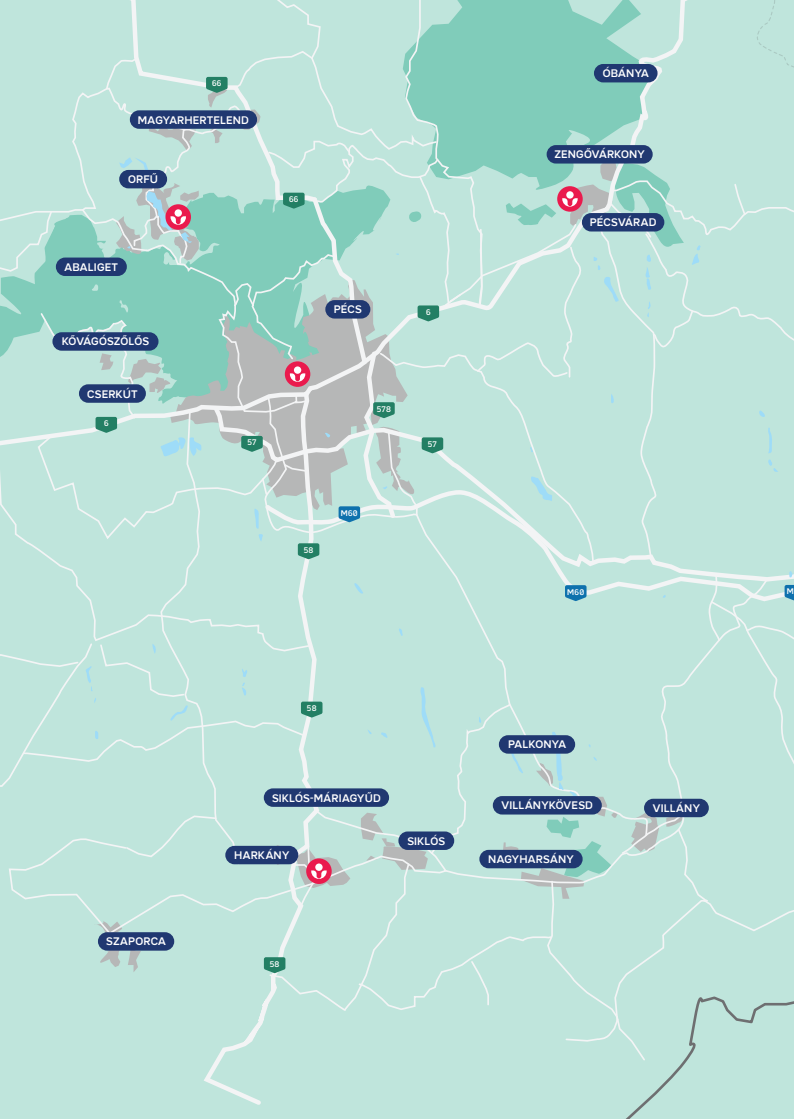 ÓBÁNYA
66
MAGYARHERTELEND
ZENGŐVÁRKONY
ORFŰ
66
PÉCSVÁRAD
ABALIGET
PÉCS
6
KŐVÁGÓSZŐLŐS
CSERKÚT
578
6
57
57
M60
58
M60
M
58
PALKONYA
SIKLÓS-MÁRIAGYŰD
VILLÁNYKÖVESD
VILLÁNY
SIKLÓS
HARKÁNY
NAGYHARSÁNY
SZAPORCA
58